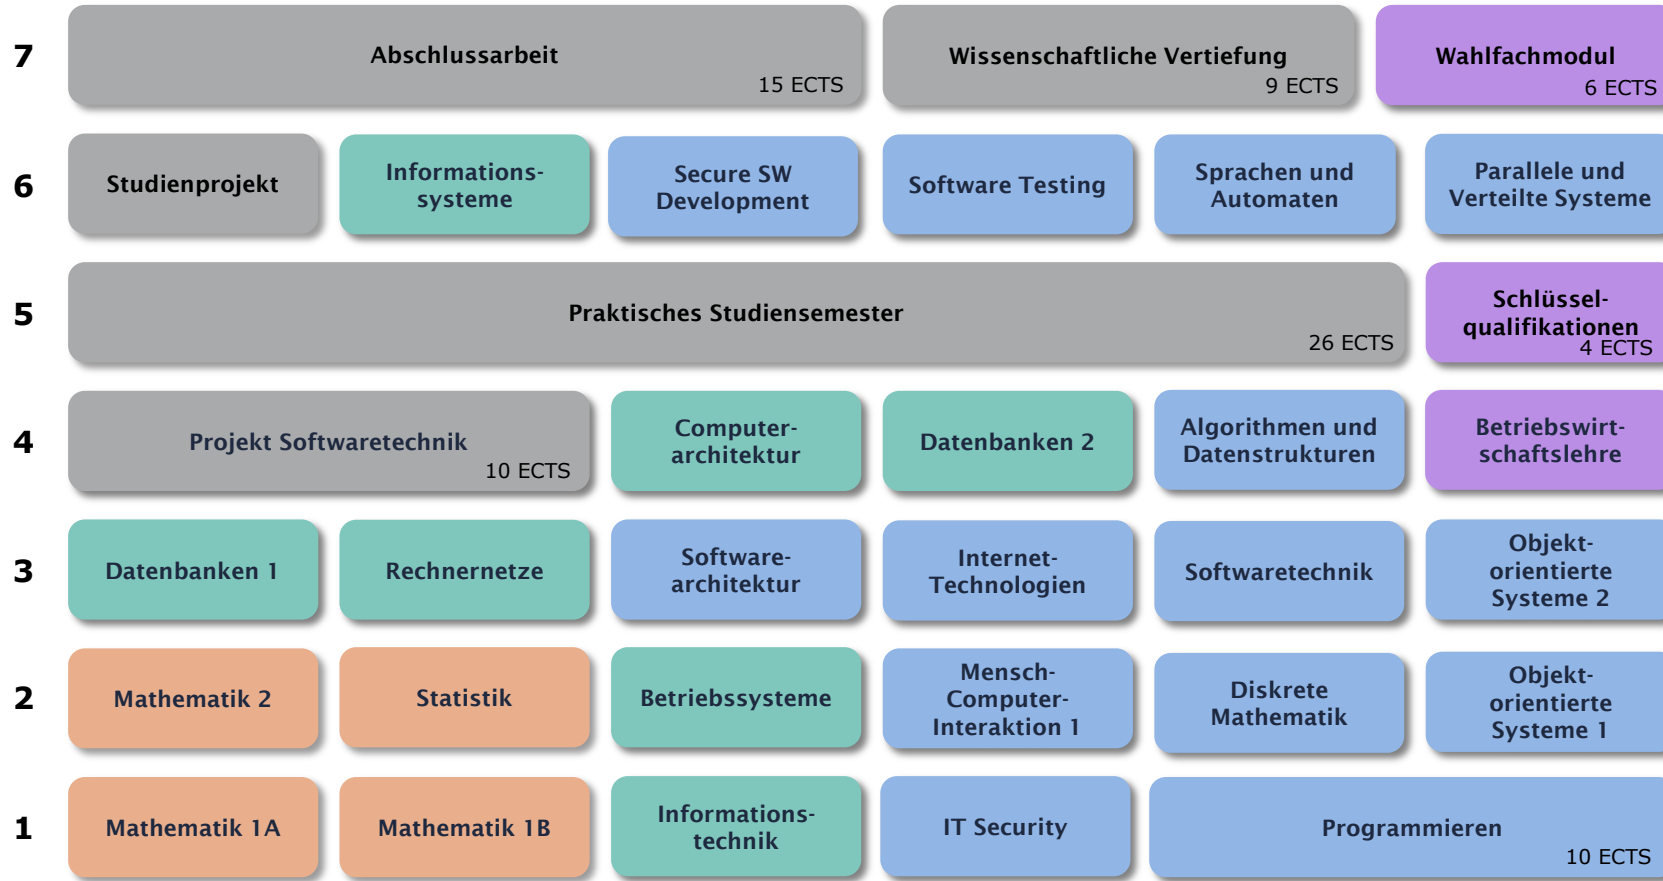 7
Abschlussarbeit
15 ECTS
Wissenschaftliche Vertiefung
9 ECTS
Wahlfachmodul
6 ECTS
6
Studienprojekt
Informations-
systeme
Secure SW
Development
Software Testing
Sprachen und
Automaten
Parallele und
Verteilte Systeme
5
Praktisches Studiensemester
26 ECTS
Schlüssel-
qualifikationen
4 ECTS
4
Projekt Softwaretechnik
10 ECTS
Computer-
architektur
Datenbanken 2
Algorithmen und
Datenstrukturen
Betriebswirt-
schaftslehre
3
Datenbanken 1
Rechnernetze
Software-
architektur
Internet-
Technologien
Softwaretechnik
Objekt-
orientierte
Systeme 2
2
Mathematik 2
Statistik
Betriebssysteme
Mensch-
Computer-
Interaktion 1
Diskrete
Mathematik
Objekt-
orientierte
Systeme 1
1
Mathematik 1A
Mathematik 1B
Informations-
technik
IT Security
Programmieren
10 ECTS